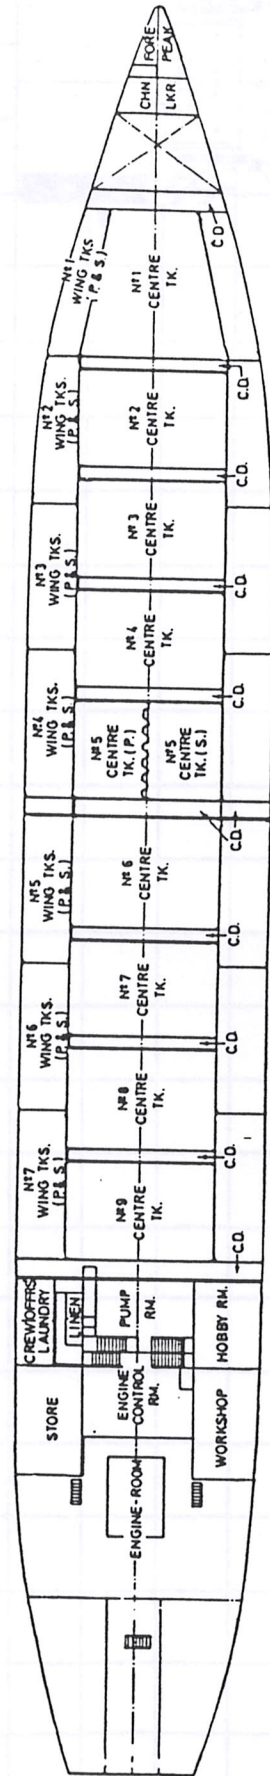 FORE
PEAK
CHN
LKR
C.D.
Nº1
WING TKS
(P. & S.)
Nº1
CENTRE
TK.
C.D.
Nº2
WING TKS.
(P. & S.)
Nº2
CENTRE
TK.
C.D.
Nº3
WING TKS.
(P. & S.)
Nº3
CENTRE
TK.
C.D.
Nº4
CENTRE
TK.
C.D.
Nº4
WING TKS.
(P. & S.)
Nº5
CENTRE
TK.(P.)
Nº5
CENTRE
TK.(S.)
C.D.
Nº5
WING TKS.
(P. & S.)
Nº6
CENTRE
TK.
C.D.
Nº6
WING TKS.
(P. & S.)
Nº7
CENTRE
TK.
C.D.
Nº8
CENTRE
TK.
C.D.
Nº7
WING TKS.
(P. & S.)
Nº9
CENTRE
TK.
C.D.
CREW/OFFRS
LAUNDRY
LINEN
PUMP
RM.
HOBBY RM.
STORE
ENGINE
CONTROL
RM.
WORKSHOP
ENGINE-ROOM